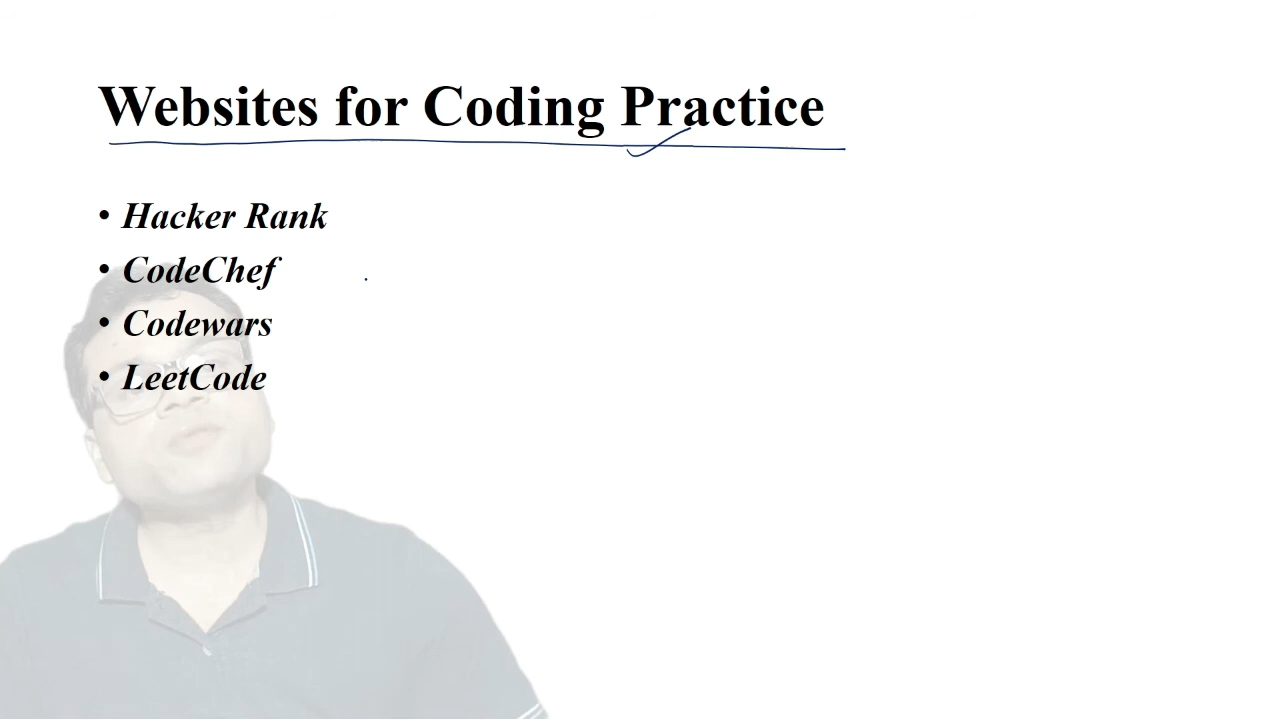 Websites for Coding Practice
• Hacker Rank
• CodeChef
• Codewars
• LeetCode